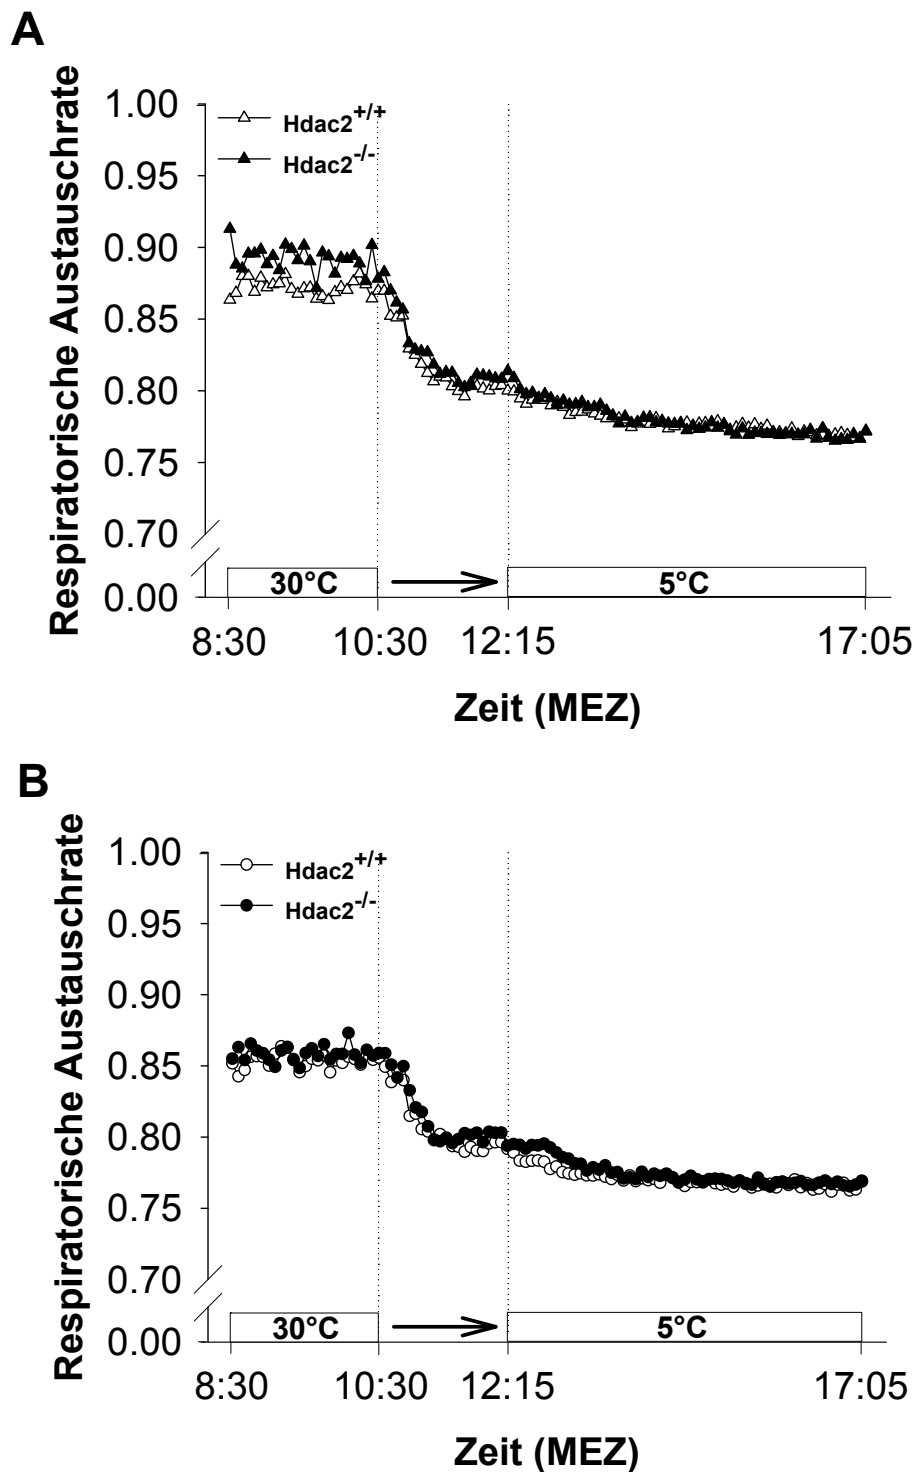 A
Respiratorische Austauschrate
1.00
0.95
0.90
0.85
0.80
0.75
0.70
0.00
Hdac2+/+
Hdac2-/-
30°C
5°C
8:30 10:30 12:15 17:05
Zeit (MEZ)
B
Respiratorische Austauschrate
1.00
0.95
0.90
0.85
0.80
0.75
0.70
0.00
Hdac2+/+
Hdac2-/-
30°C
5°C
8:30 10:30 12:15 17:05
Zeit (MEZ)